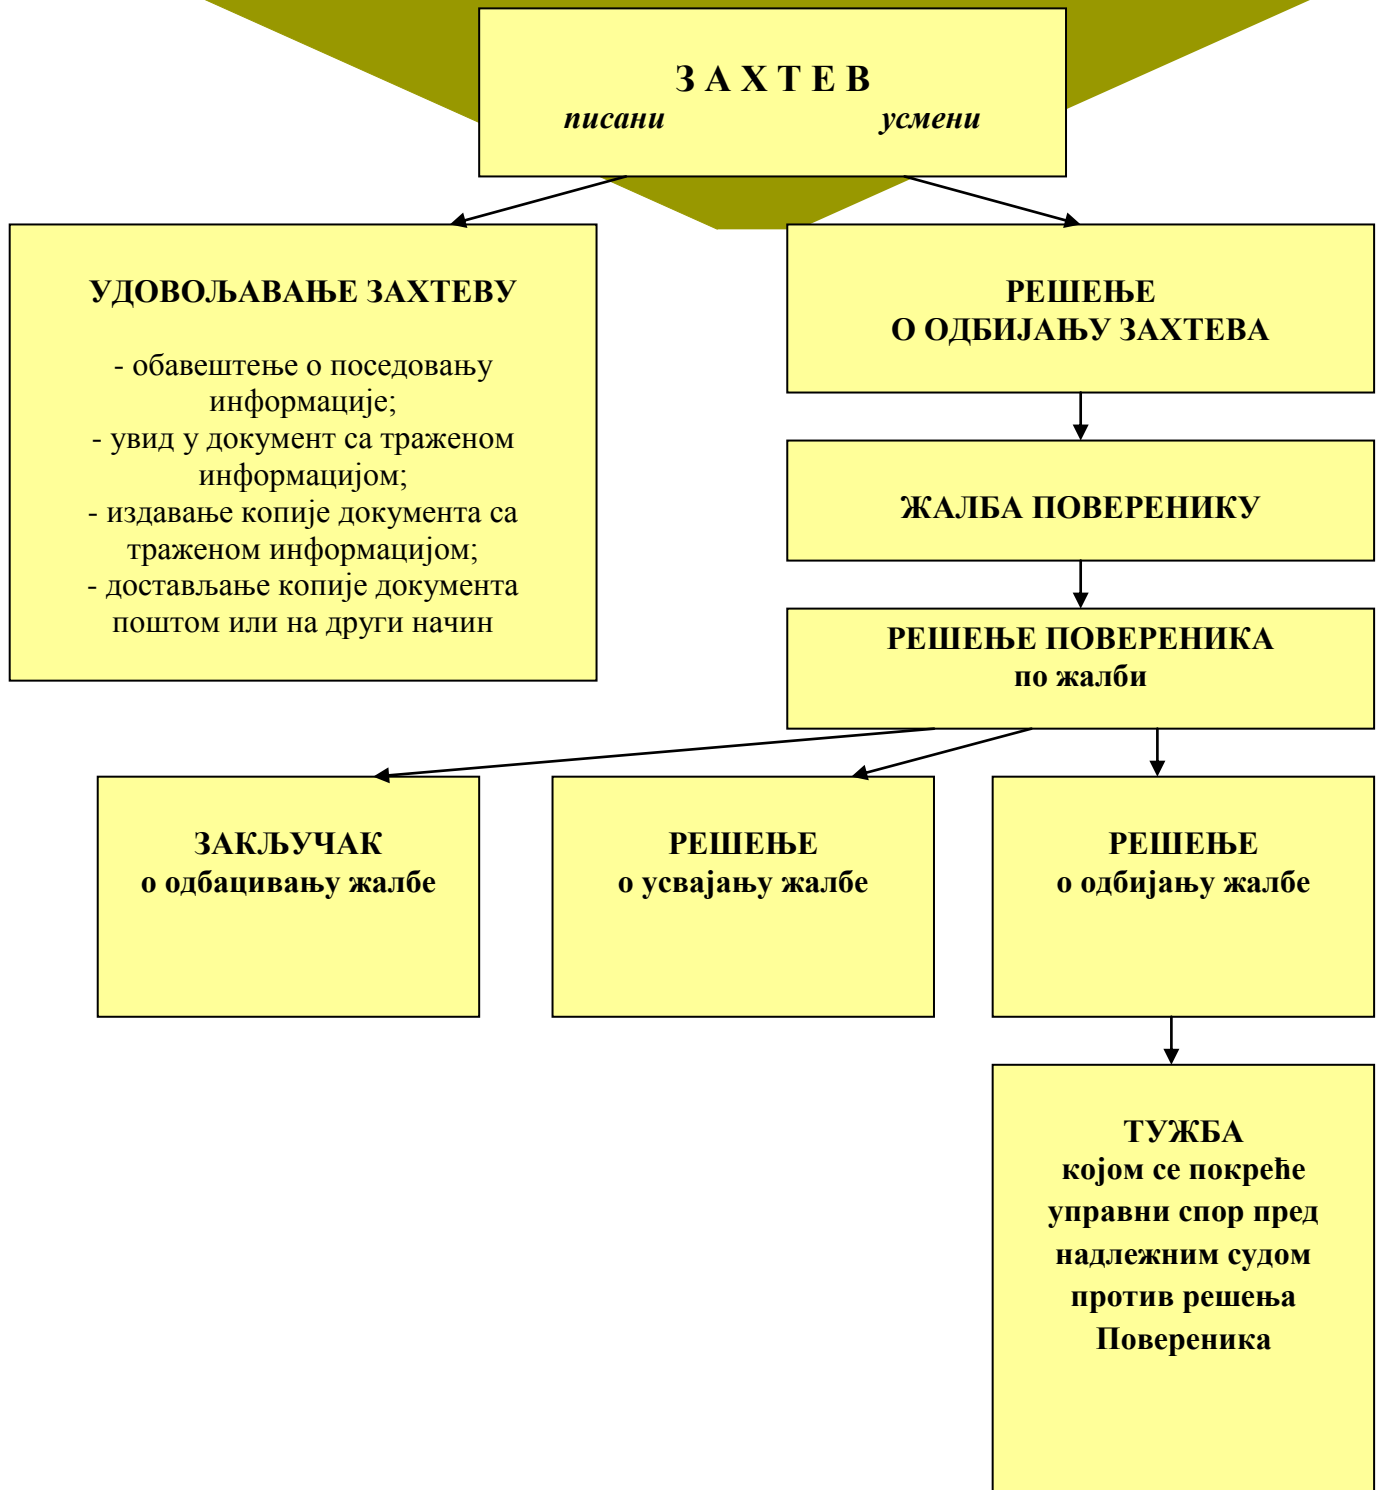 З А Х Т Е В
писани усмени
УДОВОЉАВАЊЕ ЗАХТЕВУ
- обавештење о поседовању
информације;
- увид у документ са траженом
информацијом;
- издавање копије документа са
траженом информацијом;
- достављање копије документа
поштом или на други начин
РЕШЕЊЕ
О ОДБИЈАЊУ ЗАХТЕВА
ЖАЛБА ПОВЕРЕНИКУ
РЕШЕЊЕ ПОВЕРЕНИКА
по жалби
ЗАКЉУЧАК
о одбацивању жалбе
РЕШЕЊЕ
о усвајању жалбе
РЕШЕЊЕ
о одбијању жалбе
ТУЖБА
којом се покреће
управни спор пред
надлежним судом
против решења
Повереника